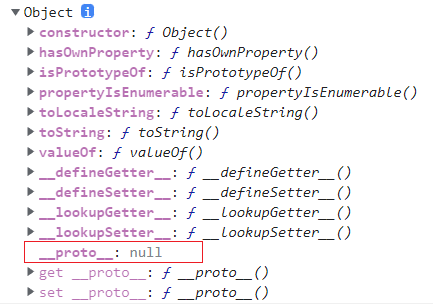 Object i
constructor: ƒ Object()
hasOwnProperty: ƒ hasOwnProperty()
isPrototypeOf: ƒ isPrototypeOf()
propertyIsEnumerable: ƒ propertyIsEnumerable()
toLocaleString: ƒ toLocaleString()
toString: ƒ toString()
valueOf: ƒ valueOf()
__defineGetter__: ƒ __defineGetter__()
__defineSetter__: ƒ __defineSetter__()
__lookupGetter__: ƒ __lookupGetter__()
__lookupSetter__: ƒ __lookupSetter__()
__proto__: null
get __proto__: ƒ __proto__()
set __proto__: ƒ __proto__()